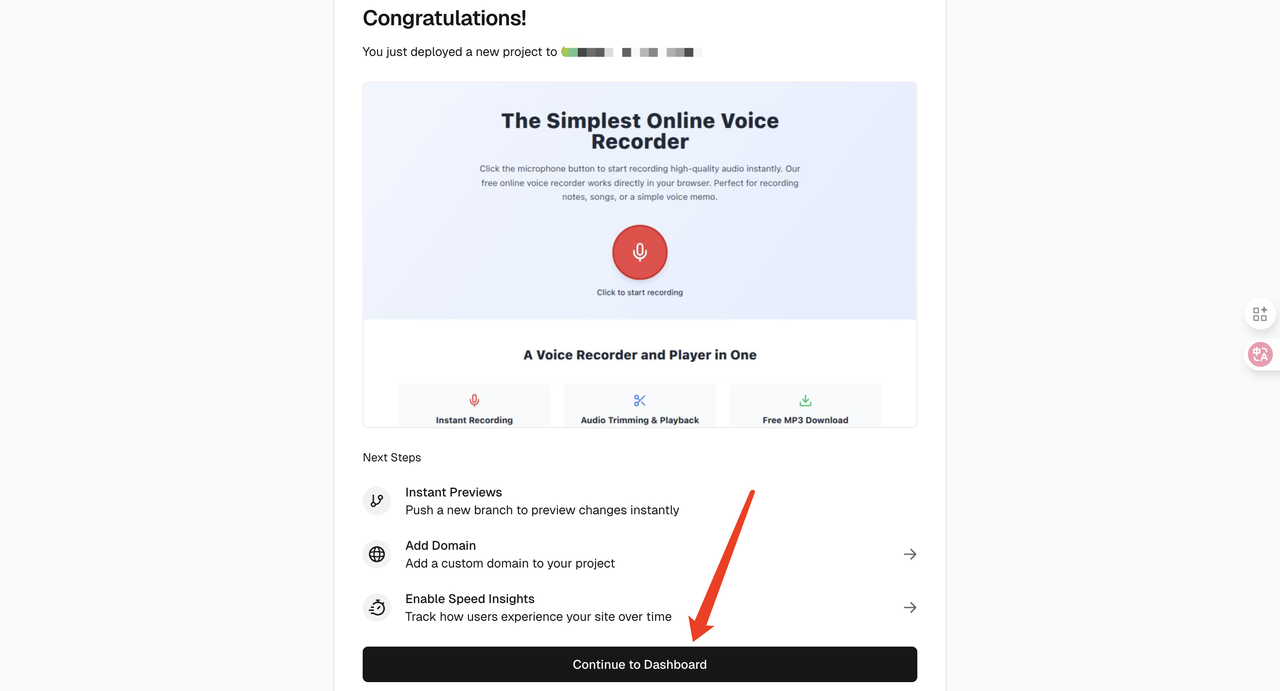 Congratulations!
You just deployed a new project to
The Simplest Online Voice
Recorder
Click the microphone button to start recording high-quality audio instantly. Our
free online voice recorder works directly in your browser. Perfect for recording
notes, songs, or a simple voice memo.
Click to start recording
A Voice Recorder and Player in One
Instant Recording
Audio Trimming & Playback
Free MP3 Download
Next Steps
Instant Previews
Push a new branch to preview changes instantly
Add Domain
Add a custom domain to your project
Enable Speed Insights
Track how users experience your site over time
Continue to Dashboard